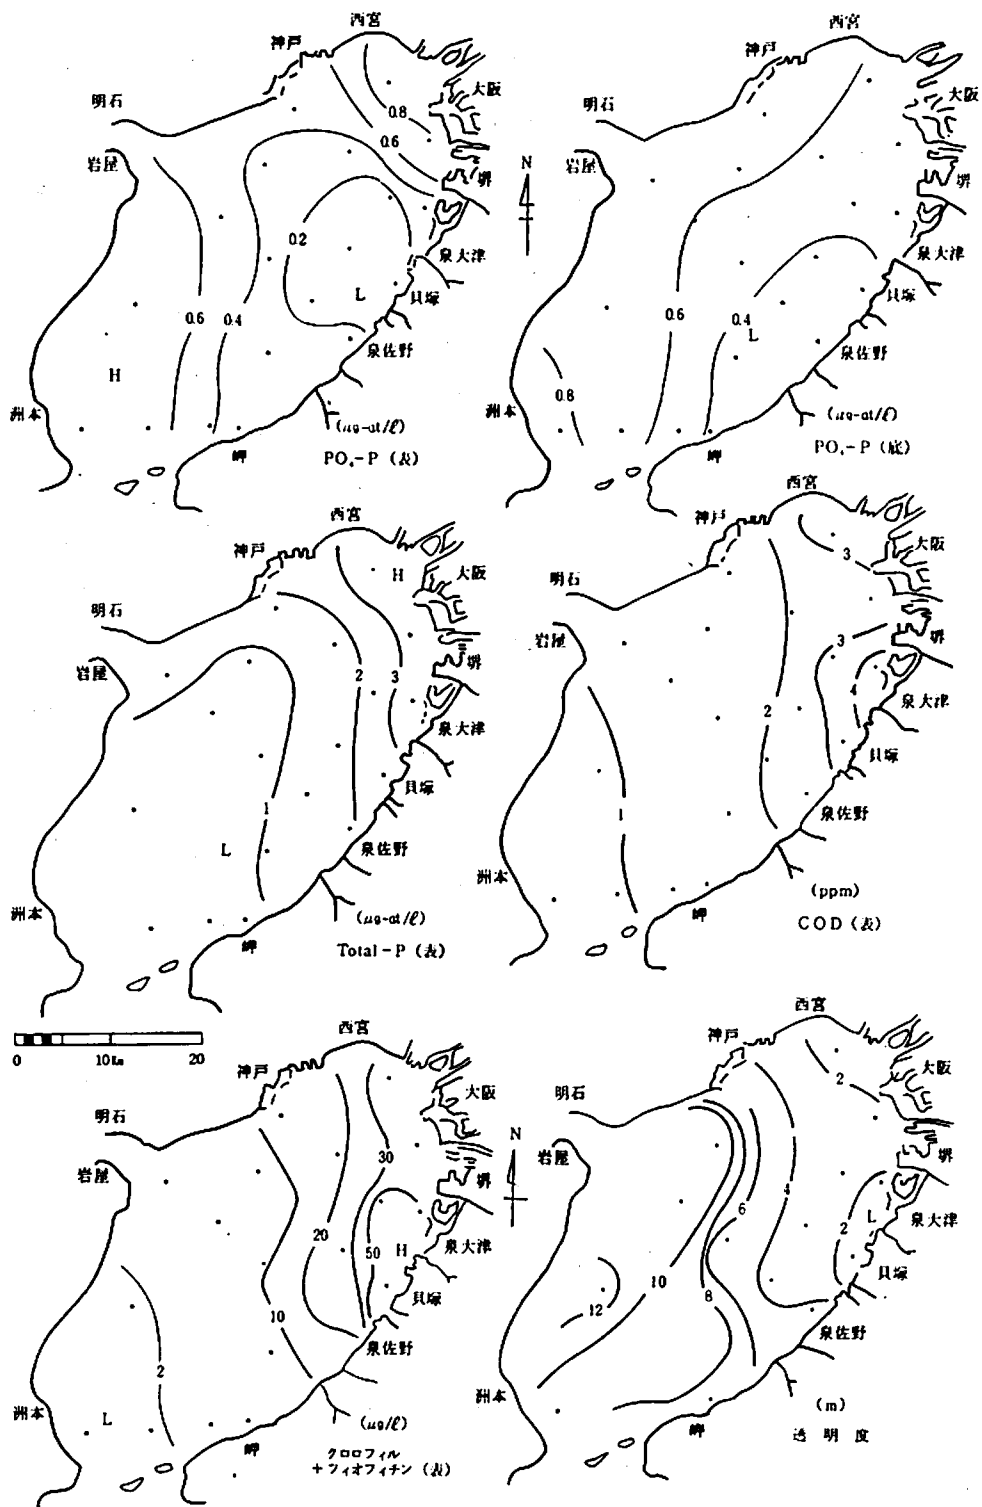 西宮
神戸
大阪
明石
0.8
0.6
岩屋
堺
0.2
泉大津
L
貝塚
0.6
0.4
泉佐野
H
洲本
(μg-at/ℓ)
岬
PO₄-P (表)
N
西宮
神戸
大阪
明石
岩屋
堺
泉大津
貝塚
0.6
0.4
L
泉佐野
0.8
洲本
(μg-at/ℓ)
岬
PO₄-P (底)
西宮
神戸
H
大阪
明石
岩屋
堺
2
3
泉大津
貝塚
1
L
泉佐野
洲本
(μg-at/ℓ)
岬
Total-P (表)
西宮
神戸
3
大阪
明石
岩屋
3
堺
4
2
泉大津
貝塚
1
泉佐野
洲本
(ppm)
岬
COD (表)
0 10㎞ 20
西宮
神戸
大阪
明石
30
岩屋
堺
20
50
H
泉大津
貝塚
10
泉佐野
2
洲本
L
(μg/ℓ)
岬
クロロフィル
+フィオフィチン (表)
N
西宮
神戸
2
大阪
明石
岩屋
堺
4
6
2
L
泉大津
貝塚
10
8
12
泉佐野
洲本
(m)
岬
透明度